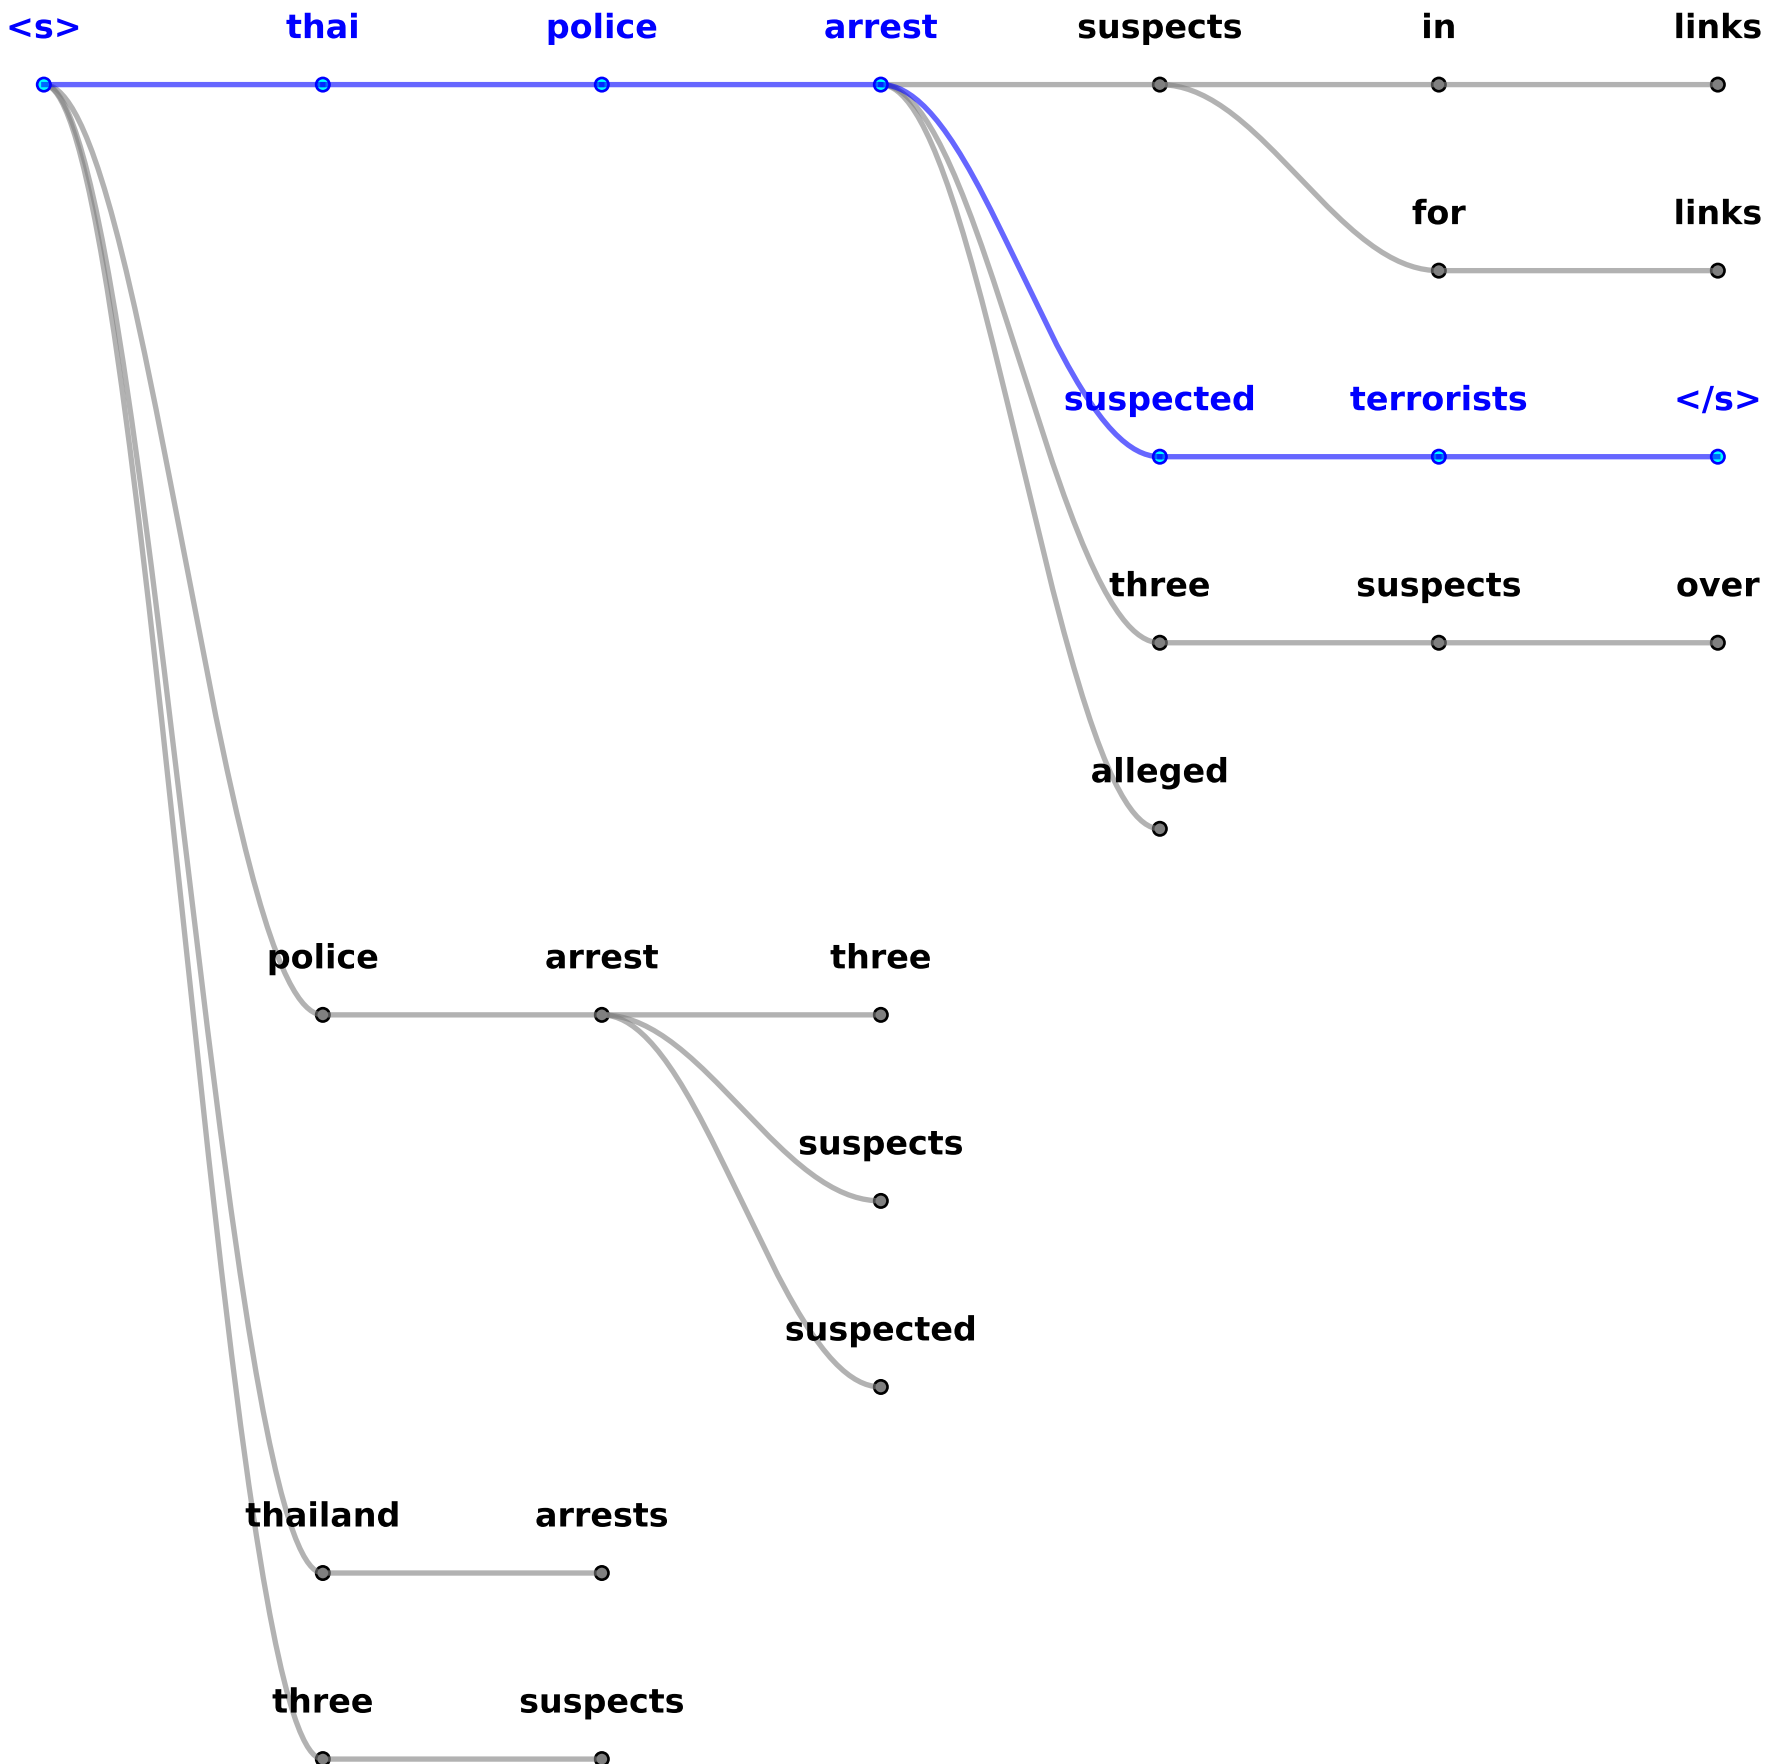 <s> thai police arrest suspects in links
for links
suspected terrorists </s>
three suspects over
alleged
police arrest three
suspects
suspected
thailand arrests
three suspects